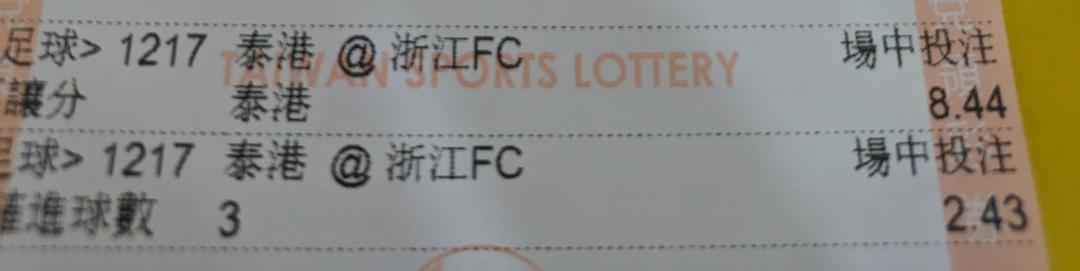 足球> 1217 泰港 @ 浙江FC 場中投注
TAIWAN SPORTS LOTTERY
讓分 泰港 8.44
足球> 1217 泰港 @ 浙江FC 場中投注
進球數 3 2.43